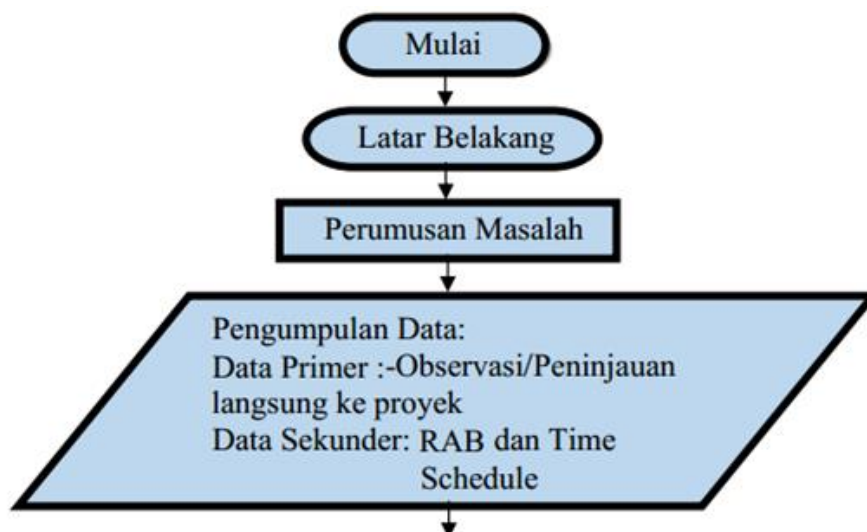 Mulai
Latar Belakang
Perumusan Masalah
Pengumpulan Data:
Data Primer :-Observasi/Peninjauan
langsung ke proyek
Data Sekunder: RAB dan Time
Schedule